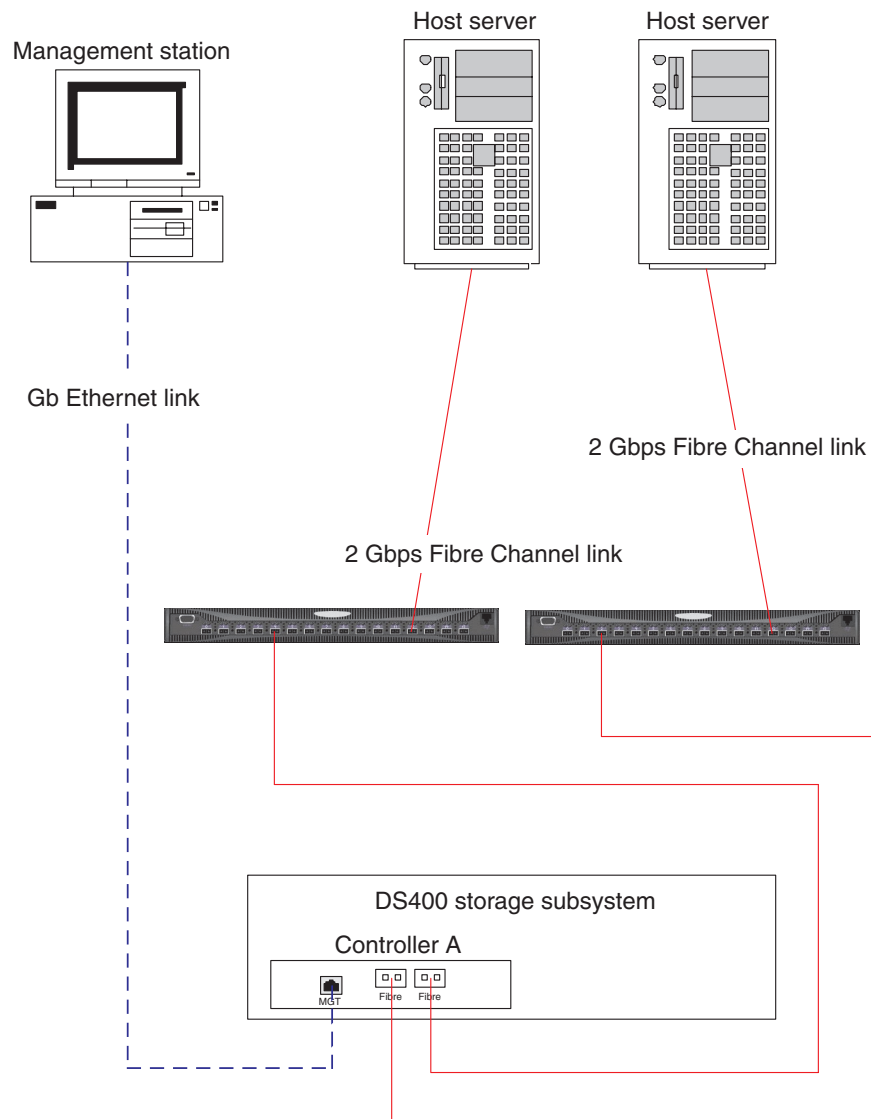 Host server
Host server
Management station
Gb Ethernet link
2 Gbps Fibre Channel link
2 Gbps Fibre Channel link
DS400 storage subsystem
Controller A
MGT
Fibre
Fibre